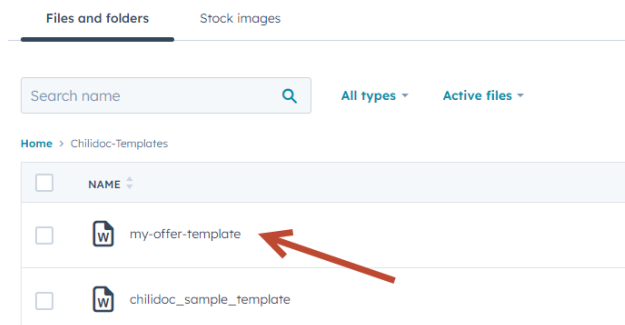 Files and folders Stock images
Search name All types Active files
Home > Chilidoc-Templates
NAME
W my-offer-template
W chilidoc_sample_template